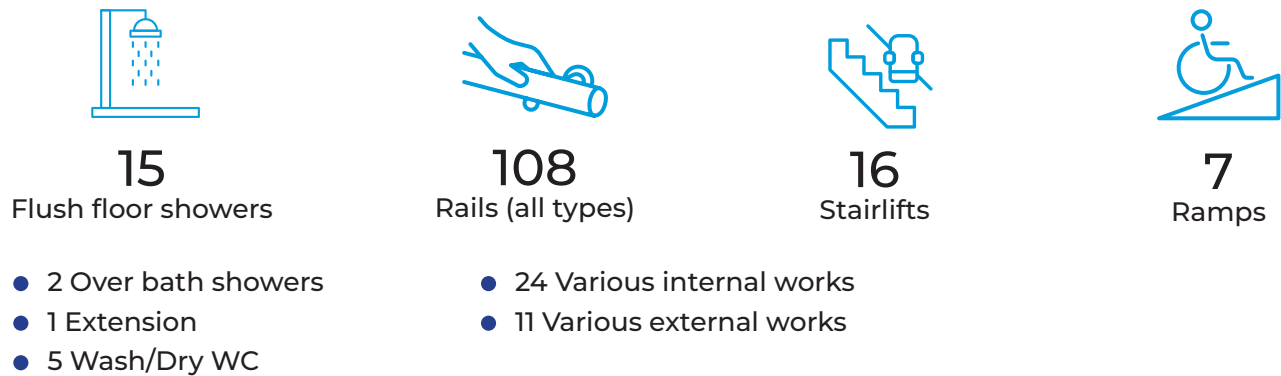 15
Flush floor showers
108
Rails (all types)
16
Stairlifts
7
Ramps
● 2 Over bath showers
● 1 Extension
● 5 Wash/Dry WC
● 24 Various internal works
● 11 Various external works